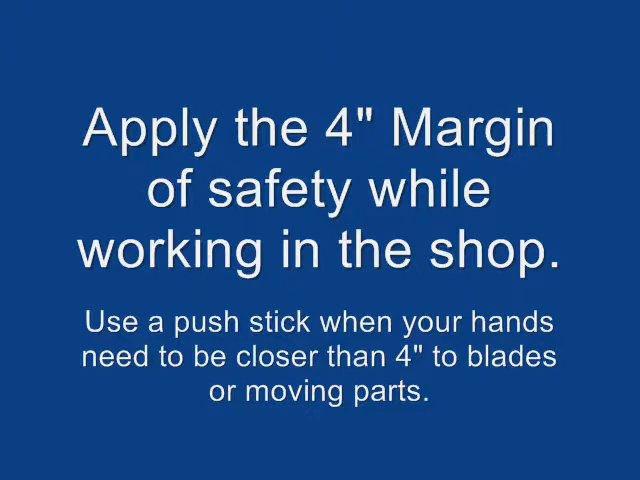 Apply the 4" Margin
of safety while
working in the shop.
Use a push stick when your hands
need to be closer than 4" to blades
or moving parts.